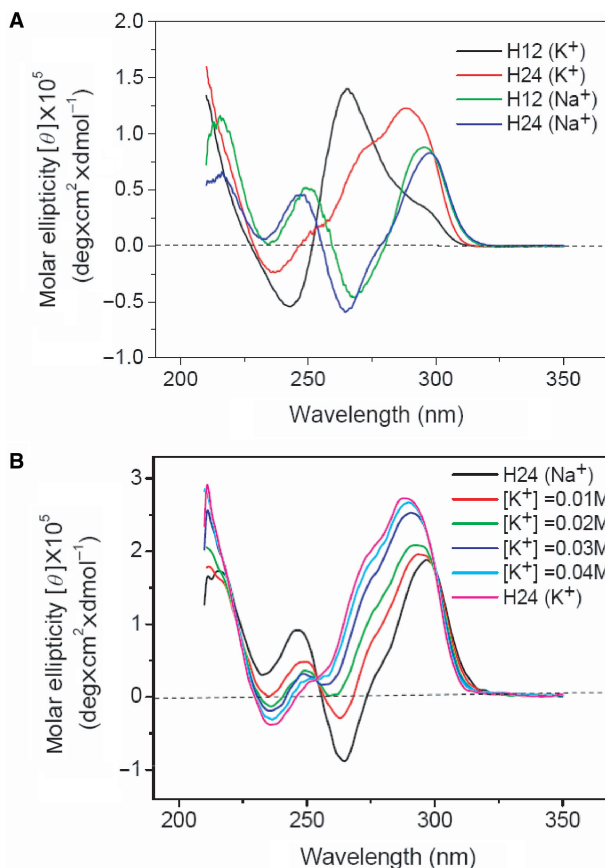 A
Molar ellipticity [θ]X10⁵
(degxcm²xdmol⁻¹)
2.0
1.5
1.0
0.5
0.0
−0.5
−1.0
H12 (K⁺)
H24 (K⁺)
H12 (Na⁺)
H24 (Na⁺)
200 250 300 350
Wavelength (nm)
B
Molar ellipticity [θ]X10⁵
(degxcm²xdmol⁻¹)
3
2
1
0
−1
H24 (Na⁺)
[K⁺] =0.01M
[K⁺] =0.02M
[K⁺] =0.03M
[K⁺] =0.04M
H24 (K⁺)
200 250 300 350
Wavelength (nm)